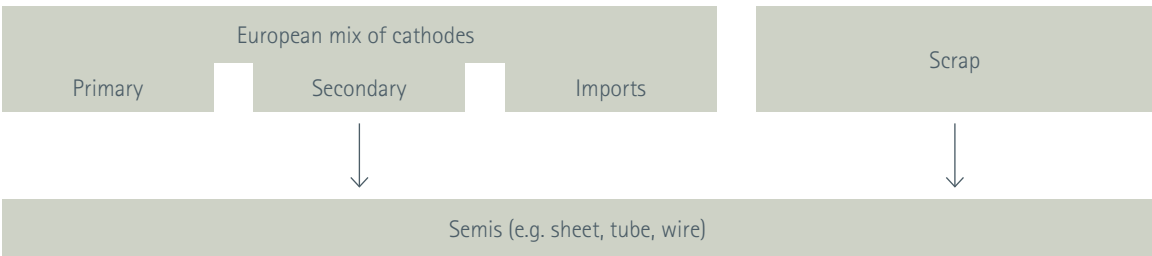 European mix of cathodes
Primary
Secondary
Imports
Scrap
Semis (e.g. sheet, tube, wire)